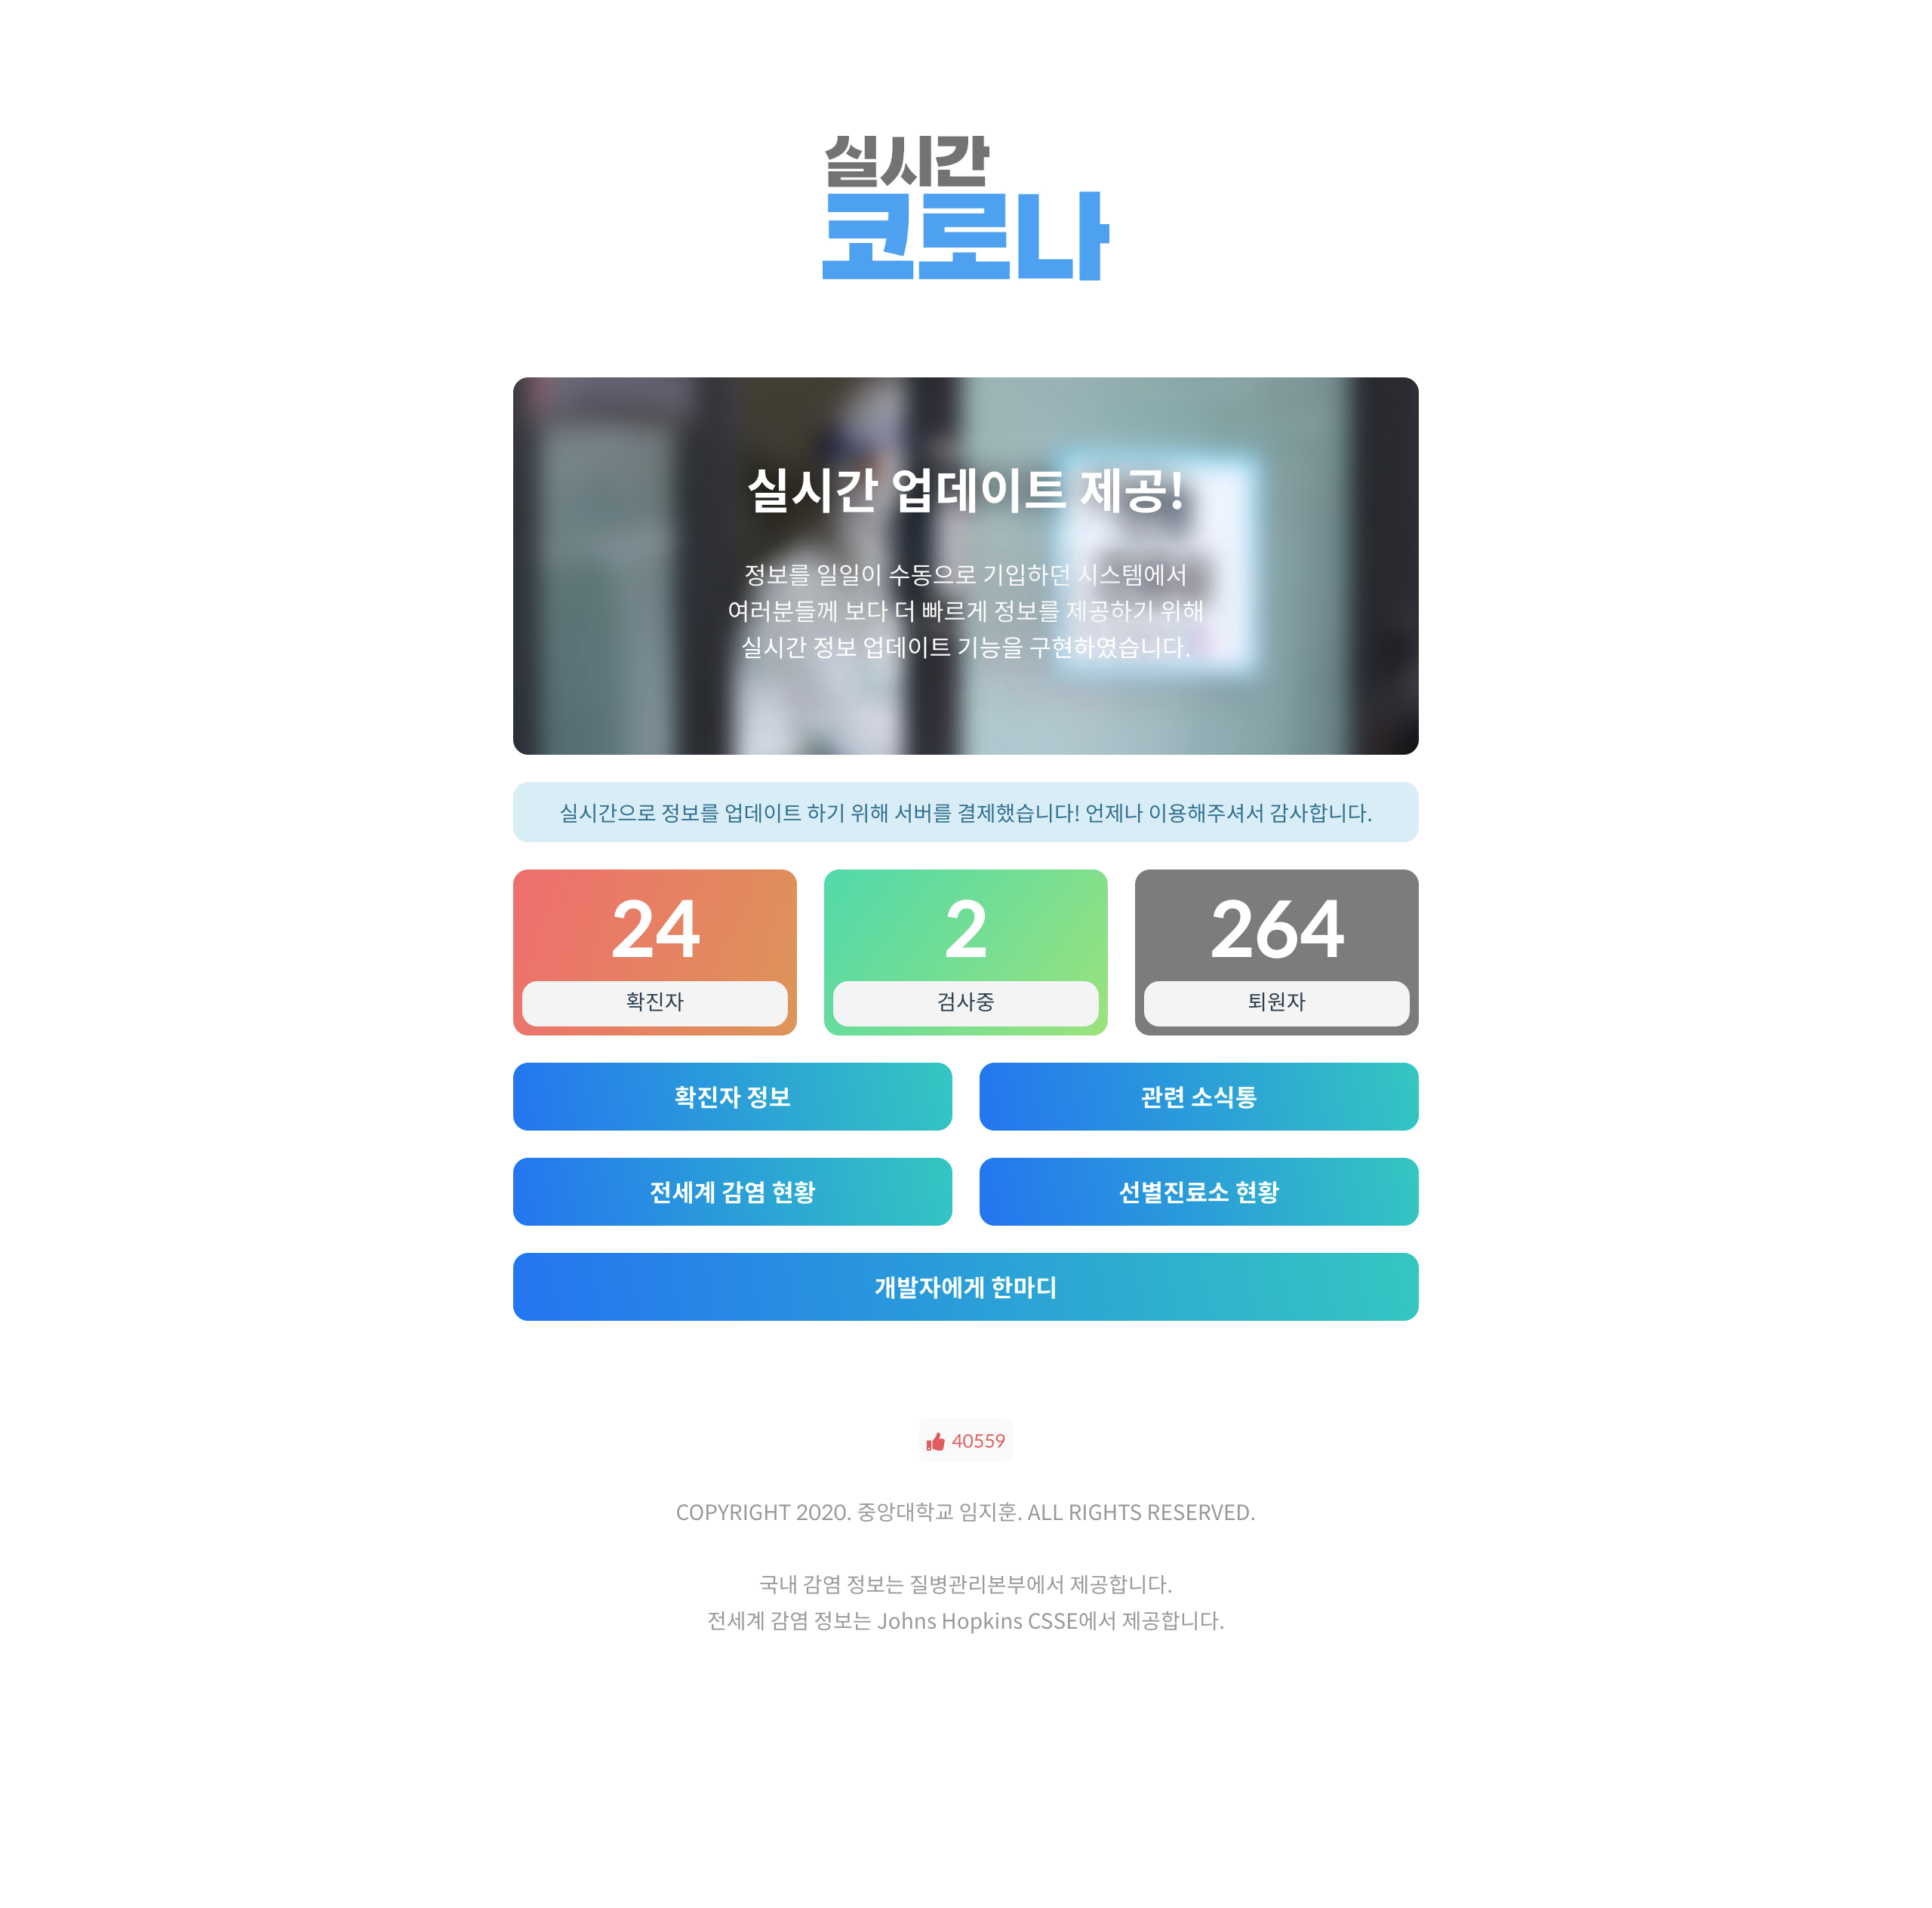 실시간
코로나
실시간 업데이트 제공!
정보를 일일이 수동으로 기입하던 시스템에서
여러분들께 보다 더 빠르게 정보를 제공하기 위해
실시간 정보 업데이트 기능을 구현하였습니다.
실시간으로 정보를 업데이트 하기 위해 서버를 결제했습니다! 언제나 이용해주셔서 감사합니다.
24
확진자
2
검사중
264
퇴원자
확진자 정보
관련 소식통
전세계 감염 현황
선별진료소 현황
개발자에게 한마디
40559
COPYRIGHT 2020. 중앙대학교 임지훈. ALL RIGHTS RESERVED.
국내 감염 정보는 질병관리본부에서 제공합니다.
전세계 감염 정보는 Johns Hopkins CSSE에서 제공합니다.